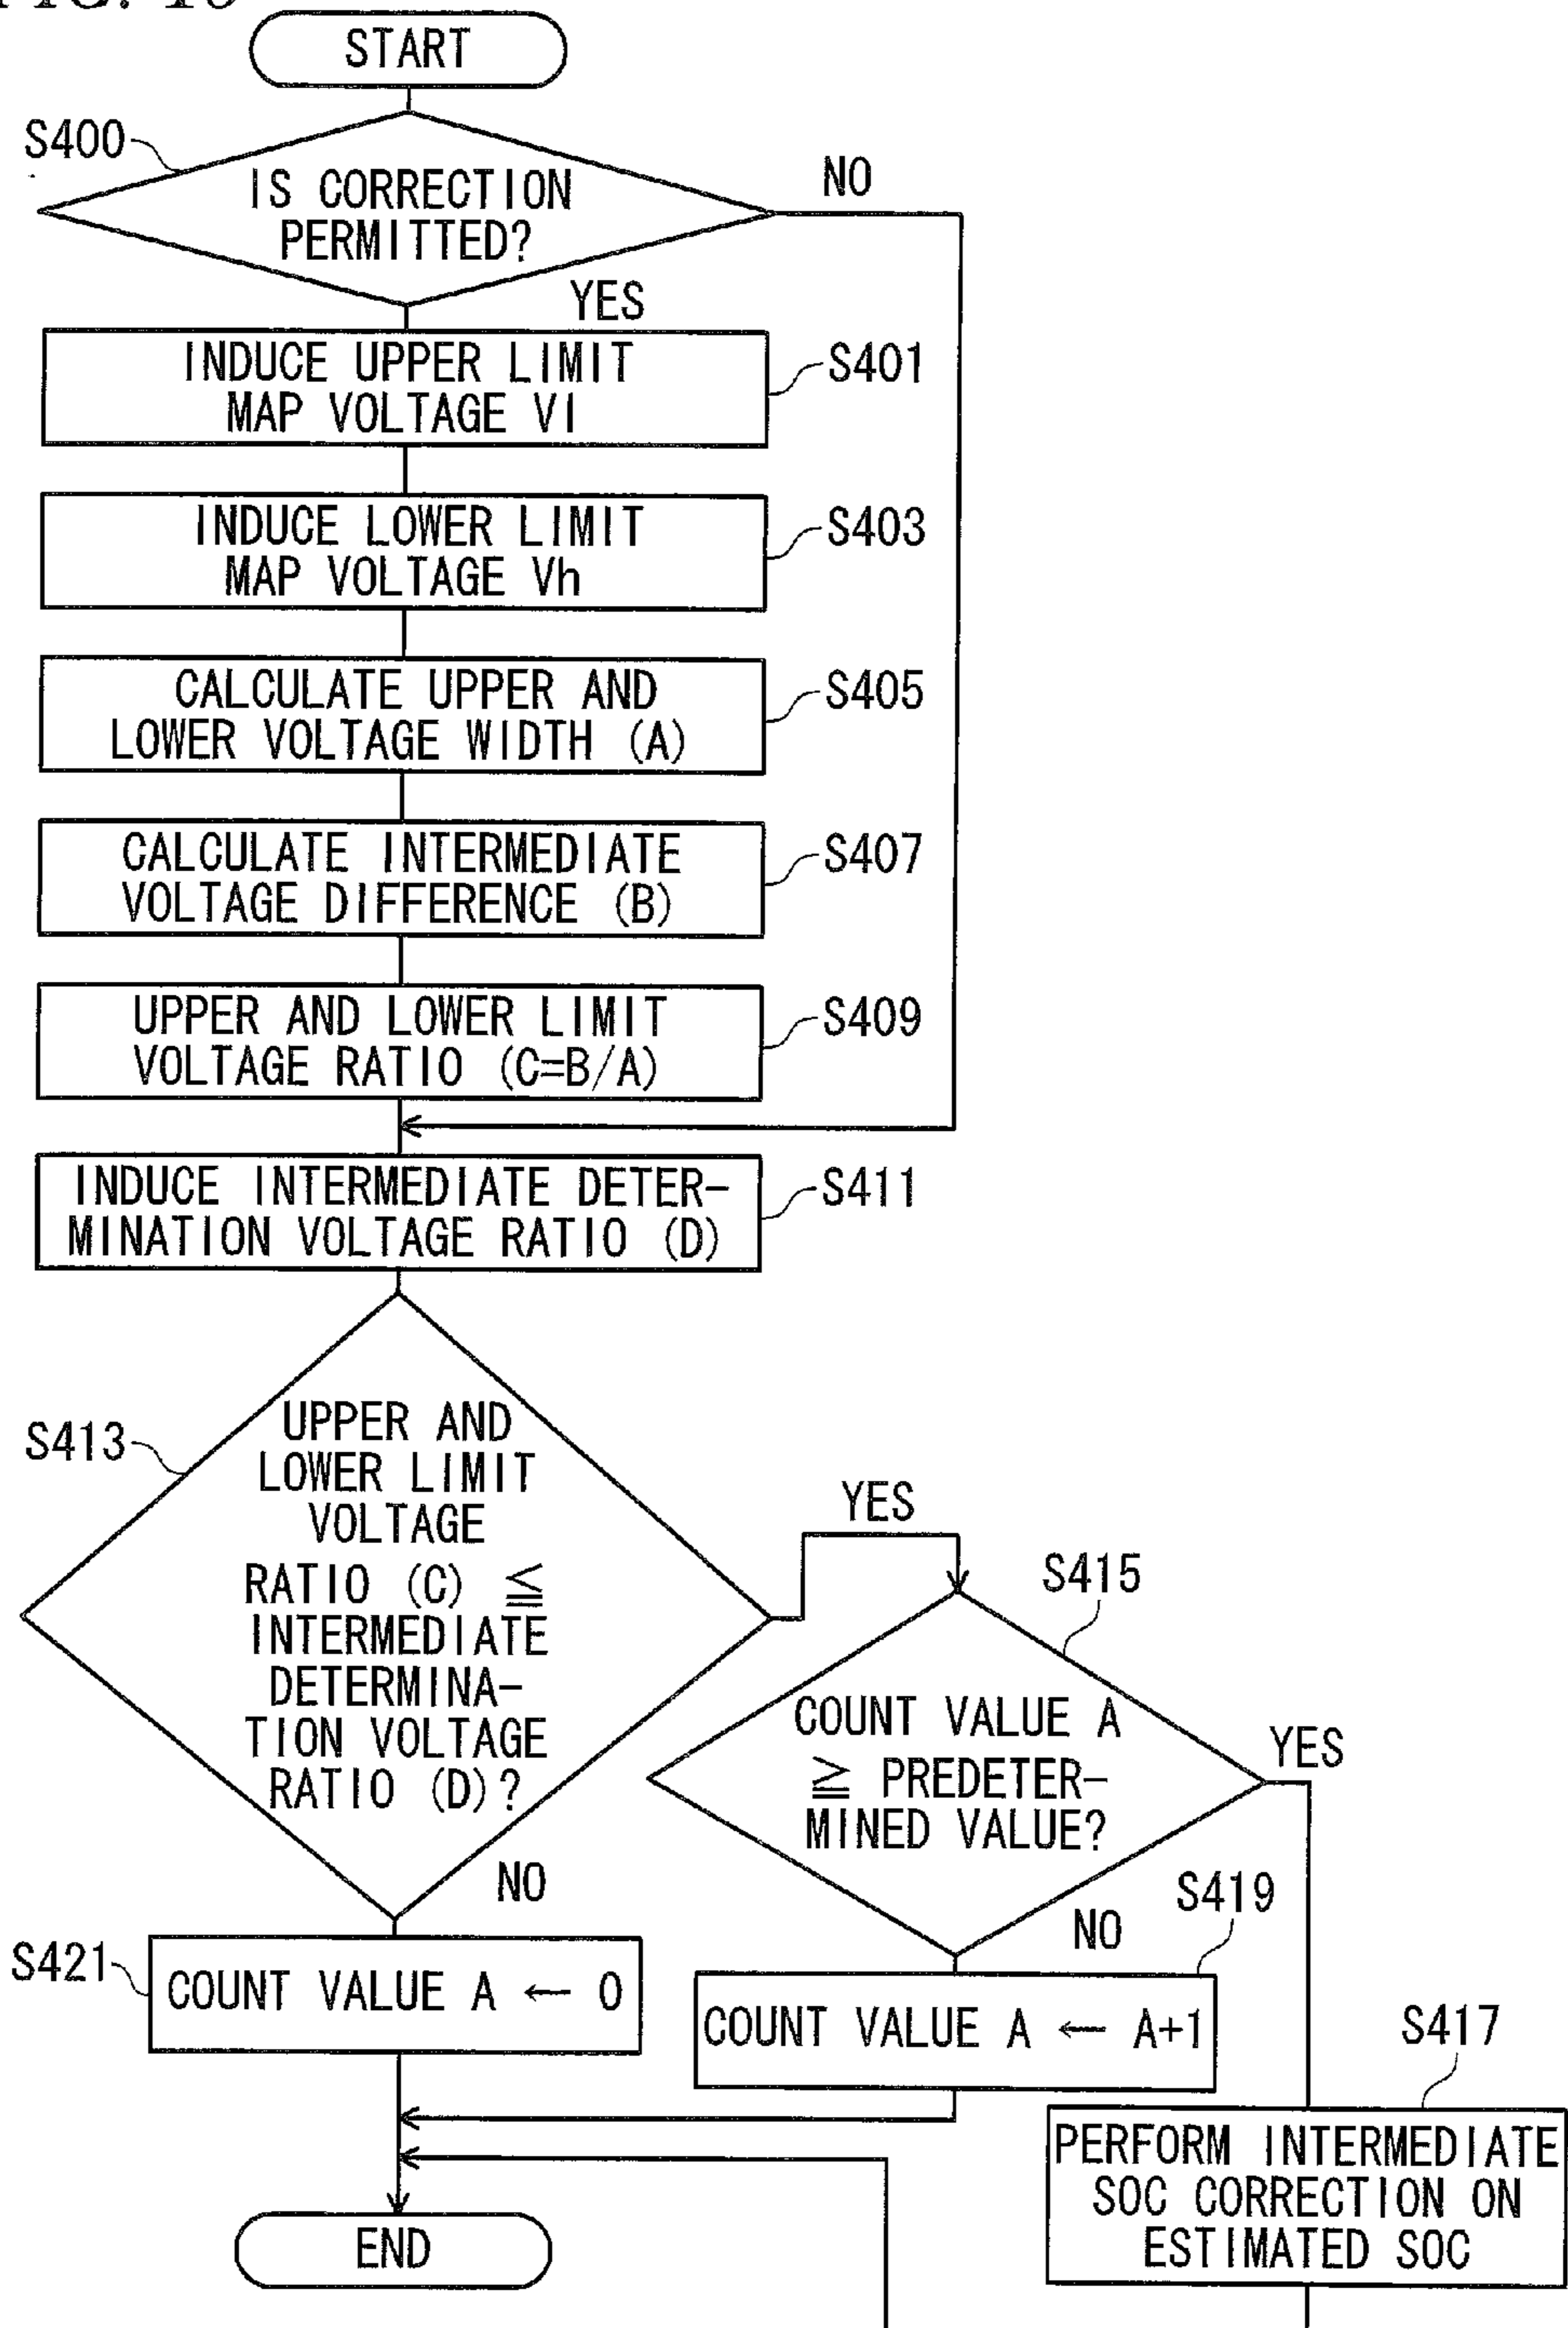 START
S400
IS CORRECTION
PERMITTED?
NO
YES
INDUCE UPPER LIMIT
MAP VOLTAGE Vl
S401
INDUCE LOWER LIMIT
MAP VOLTAGE Vh
S403
CALCULATE UPPER AND
LOWER VOLTAGE WIDTH (A)
S405
CALCULATE INTERMEDIATE
VOLTAGE DIFFERENCE (B)
S407
UPPER AND LOWER LIMIT
VOLTAGE RATIO (C=B/A)
S409
INDUCE INTERMEDIATE DETER-
MINATION VOLTAGE RATIO (D)
S411
S413
UPPER AND
LOWER LIMIT
VOLTAGE
RATIO (C) ≦
INTERMEDIATE
DETERMINA-
TION VOLTAGE
RATIO (D)?
YES
NO
S415
COUNT VALUE A
≧ PREDETER-
MINED VALUE?
YES
NO
S421
COUNT VALUE A ← 0
S419
COUNT VALUE A ← A+1
S417
PERFORM INTERMEDIATE
SOC CORRECTION ON
ESTIMATED SOC
END